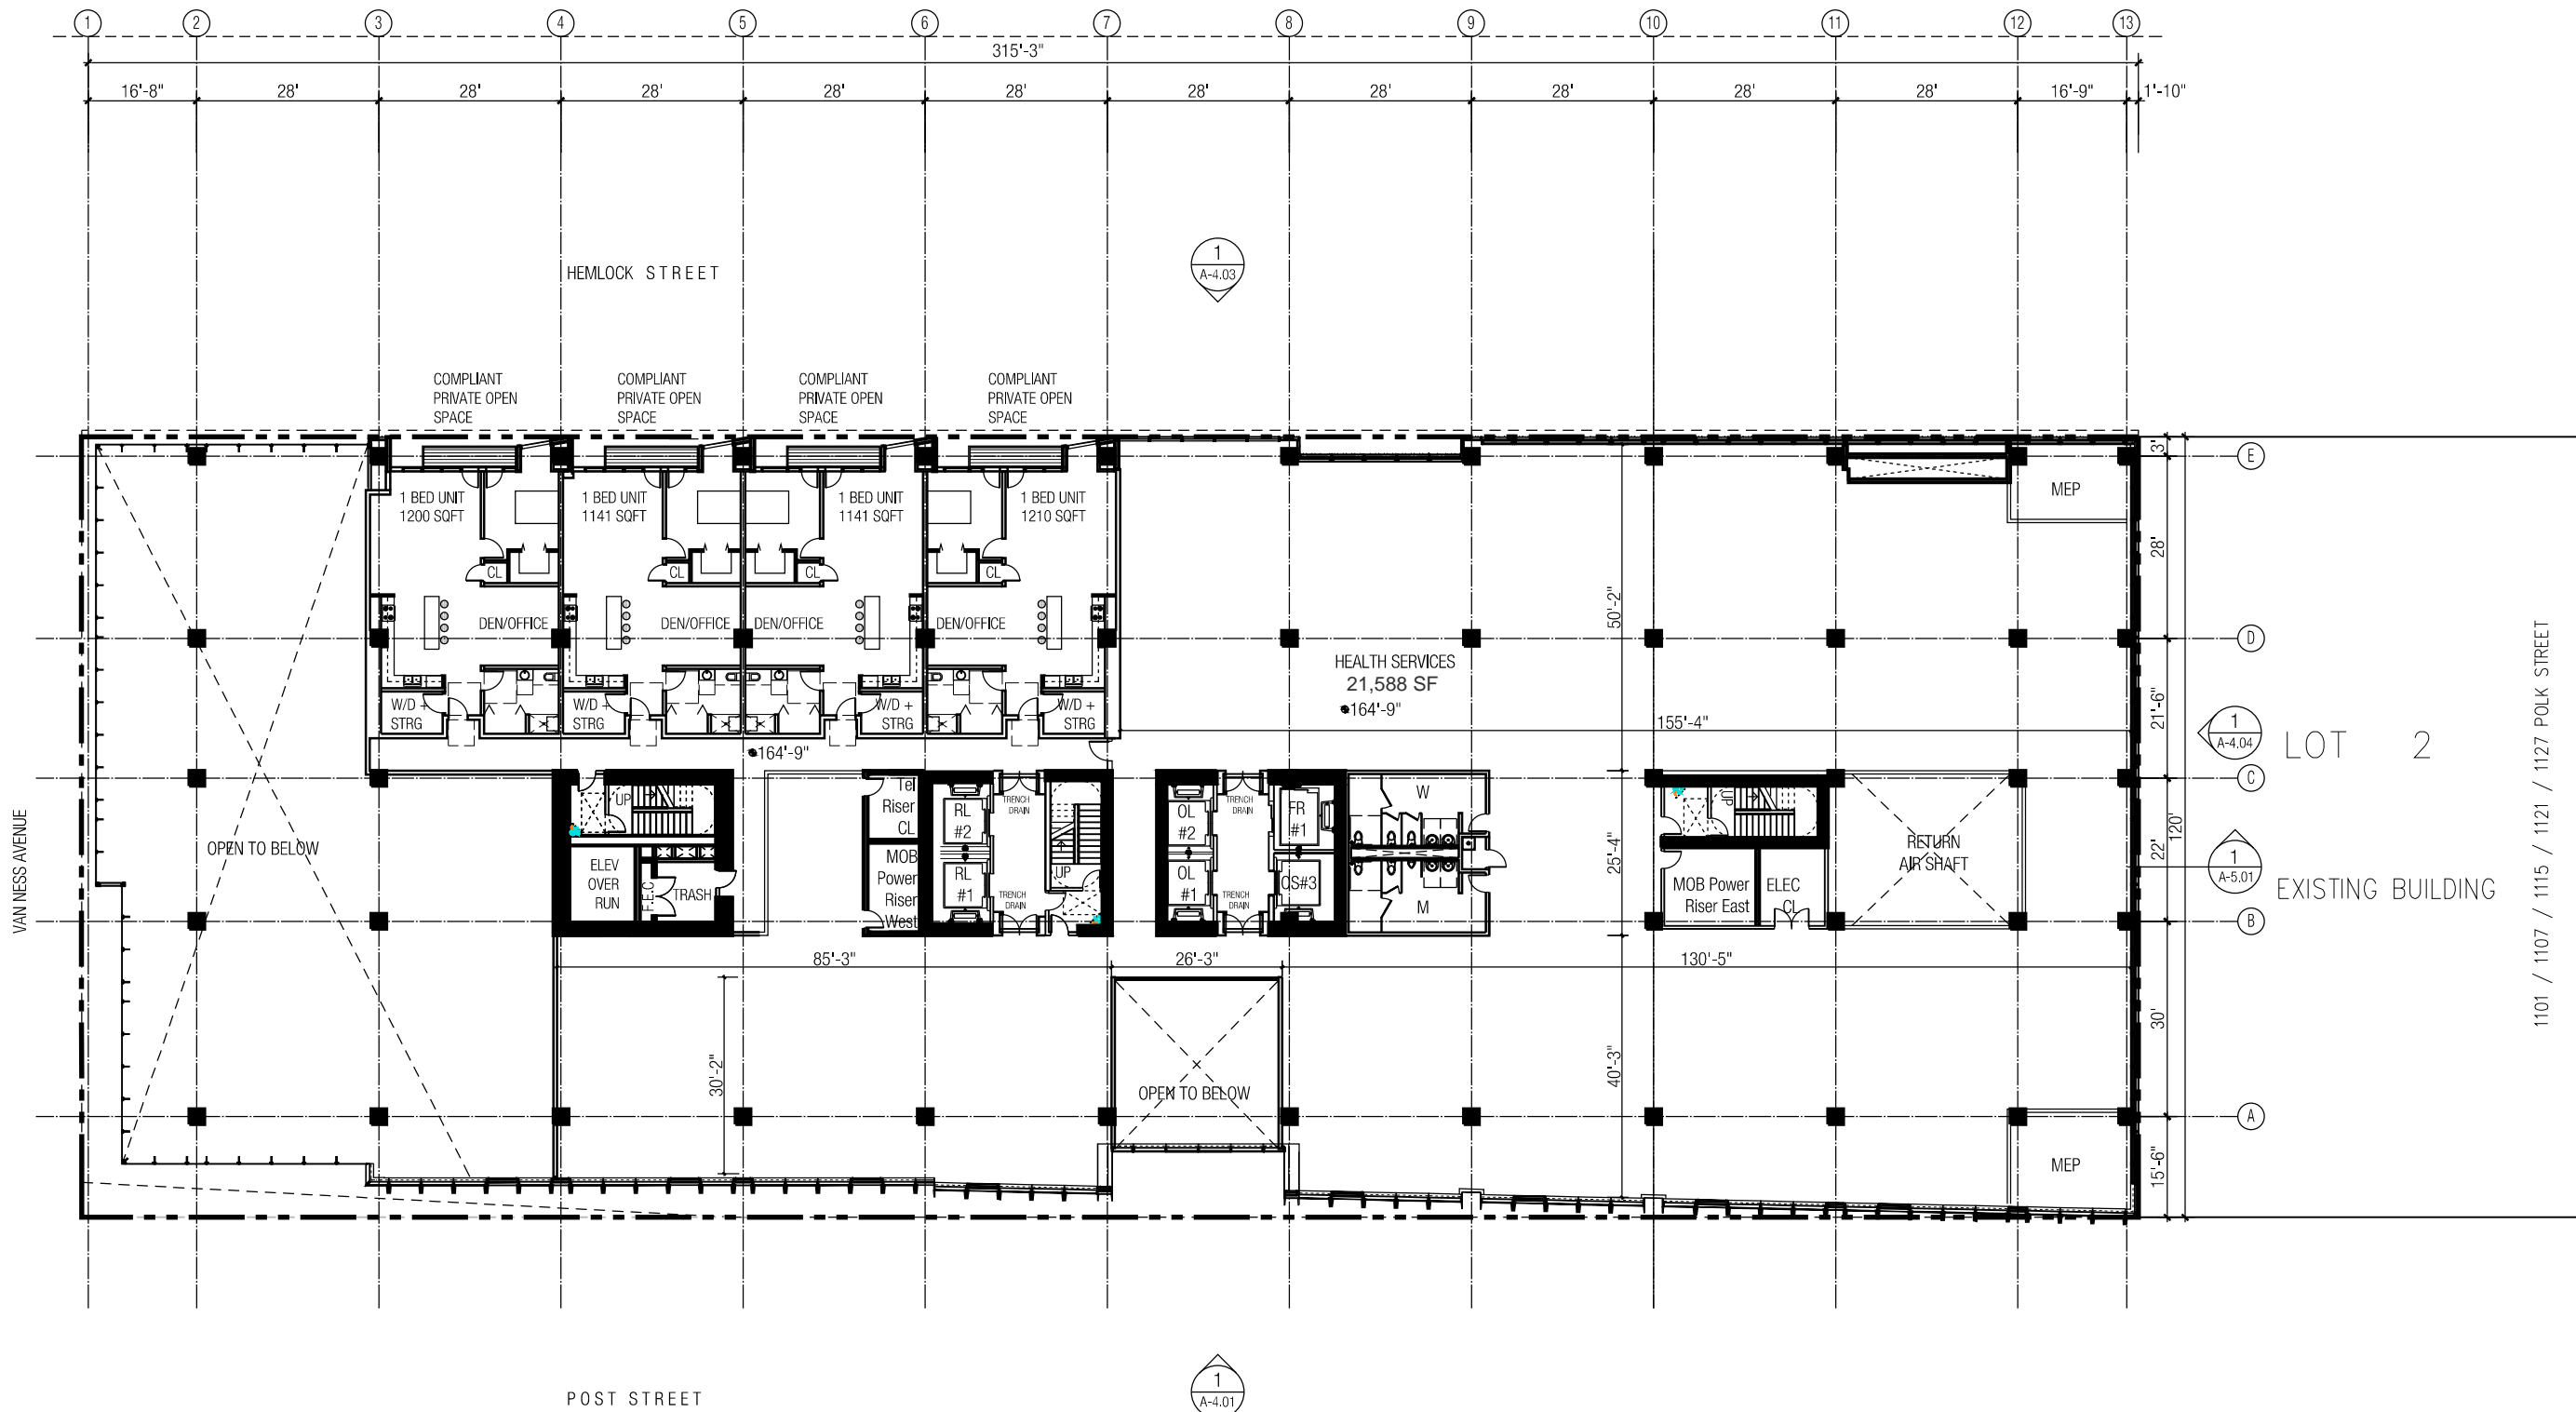 1 2 3 4 5 6 7 8 9 10 11 12 13
315'-3"
16'-8" 28' 28' 28' 28' 28' 28' 28' 28' 28' 28' 16'-9" 1'-10"
HEMLOCK STREET
1
A-4.03
COMPLIANT
PRIVATE OPEN
SPACE
COMPLIANT
PRIVATE OPEN
SPACE
COMPLIANT
PRIVATE OPEN
SPACE
COMPLIANT
PRIVATE OPEN
SPACE
3'
E
1 BED UNIT
1200 SQFT
1 BED UNIT
1141 SQFT
1 BED UNIT
1141 SQFT
1 BED UNIT
1210 SQFT
MEP
28'
CL
CL
CL
CL
50'-2"
DEN/OFFICE
DEN/OFFICE
DEN/OFFICE
DEN/OFFICE
D
HEALTH SERVICES
21,588 SF
164'-9"
W/D +
STRG
W/D +
STRG
W/D +
STRG
W/D +
STRG
164'-9"
155'-4"
21'-6"
1
A-4.04
LOT 2
C
VAN NESS AVENUE
OPEN TO BELOW
UP
ELEV
OVER
RUN
F.E.C
TRASH
Tel
Riser
CL
MOB
Power
Riser
West
RL
#2
RL
#1
TRENCH
DRAIN
TRENCH
DRAIN
UP
OL
#2
OL
#1
TRENCH
DRAIN
TRENCH
DRAIN
FR
#1
OS#3
W
M
25'-4"
UP
MOB Power
Riser East
ELEC
CL
RETURN
AIR SHAFT
22'
120'
1
A-5.01
EXISTING BUILDING
1101 / 1107 / 1115 / 1121 / 1127 POLK STREET
B
85'-3"
26'-3"
130'-5"
30'-2"
OPEN TO BELOW
40'-3"
30'
A
MEP
15'-6"
POST STREET
1
A-4.01